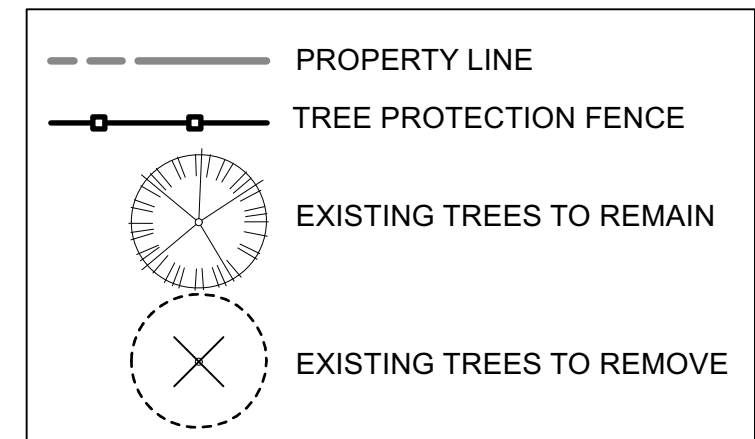 PROPERTY LINE
TREE PROTECTION FENCE
EXISTING TREES TO REMAIN
EXISTING TREES TO REMOVE